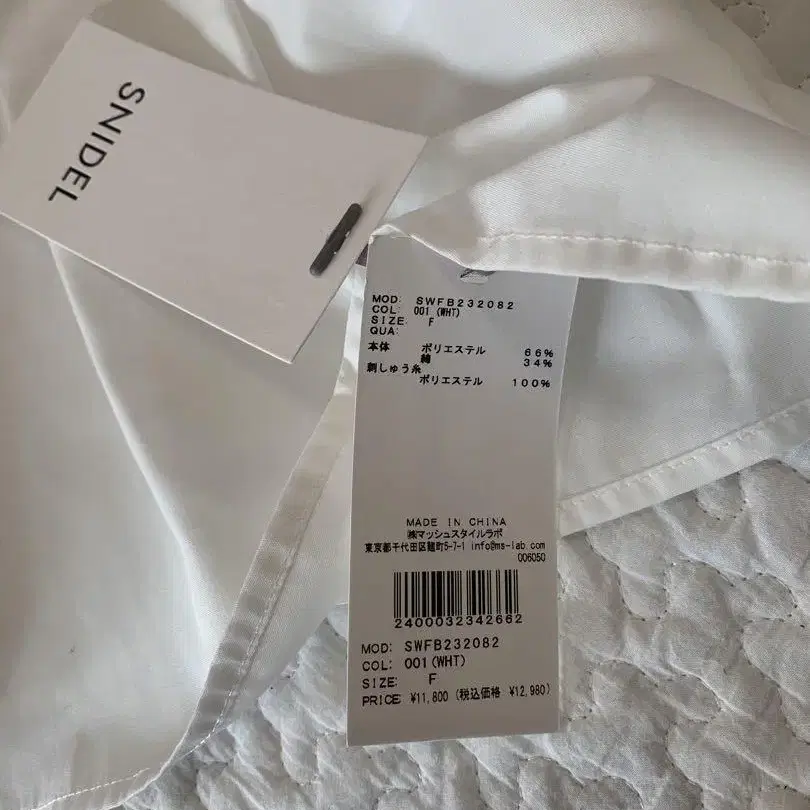 SNIDEL
MOD: SWFB232082
COL: 001 (WHT)
SIZE: F
QUA:
本体 ポリエステル 66%
綿 34%
刺しゅう糸
ポリエステル 100%
MADE IN CHINA
㈱マッシュスタイルラボ
東京都千代田区麹町5-7-1 info@ms-lab.com
006050
2400032342662
MOD: SWFB232082
COL: 001 (WHT)
SIZE: F
PRICE: ¥11,800 (税込価格 ¥12,980)